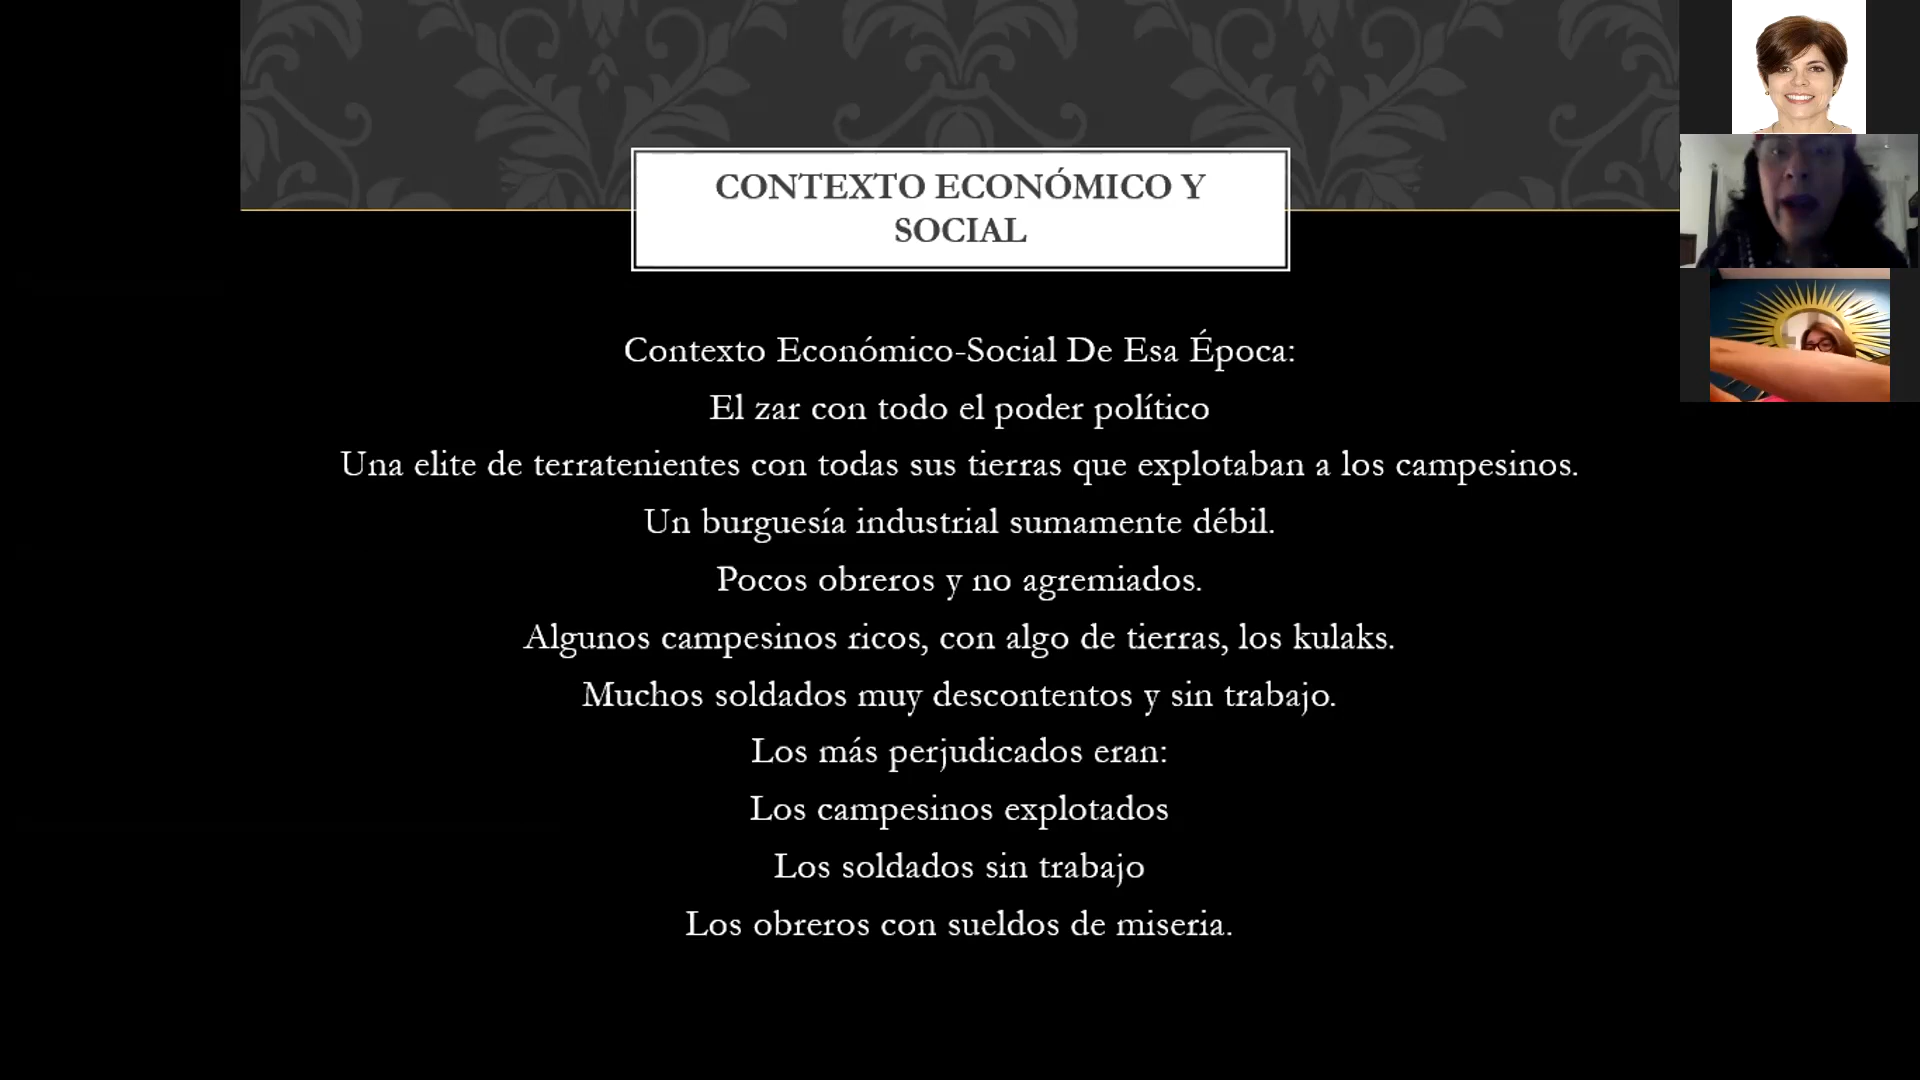 CONTEXTO ECONÓMICO Y
SOCIAL
Contexto Económico-Social De Esa Época:
El zar con todo el poder político
Una elite de terratenientes con todas sus tierras que explotaban a los campesinos.
Un burguesía industrial sumamente débil.
Pocos obreros y no agremiados.
Algunos campesinos ricos, con algo de tierras, los kulaks.
Muchos soldados muy descontentos y sin trabajo.
Los más perjudicados eran:
Los campesinos explotados
Los soldados sin trabajo
Los obreros con sueldos de miseria.